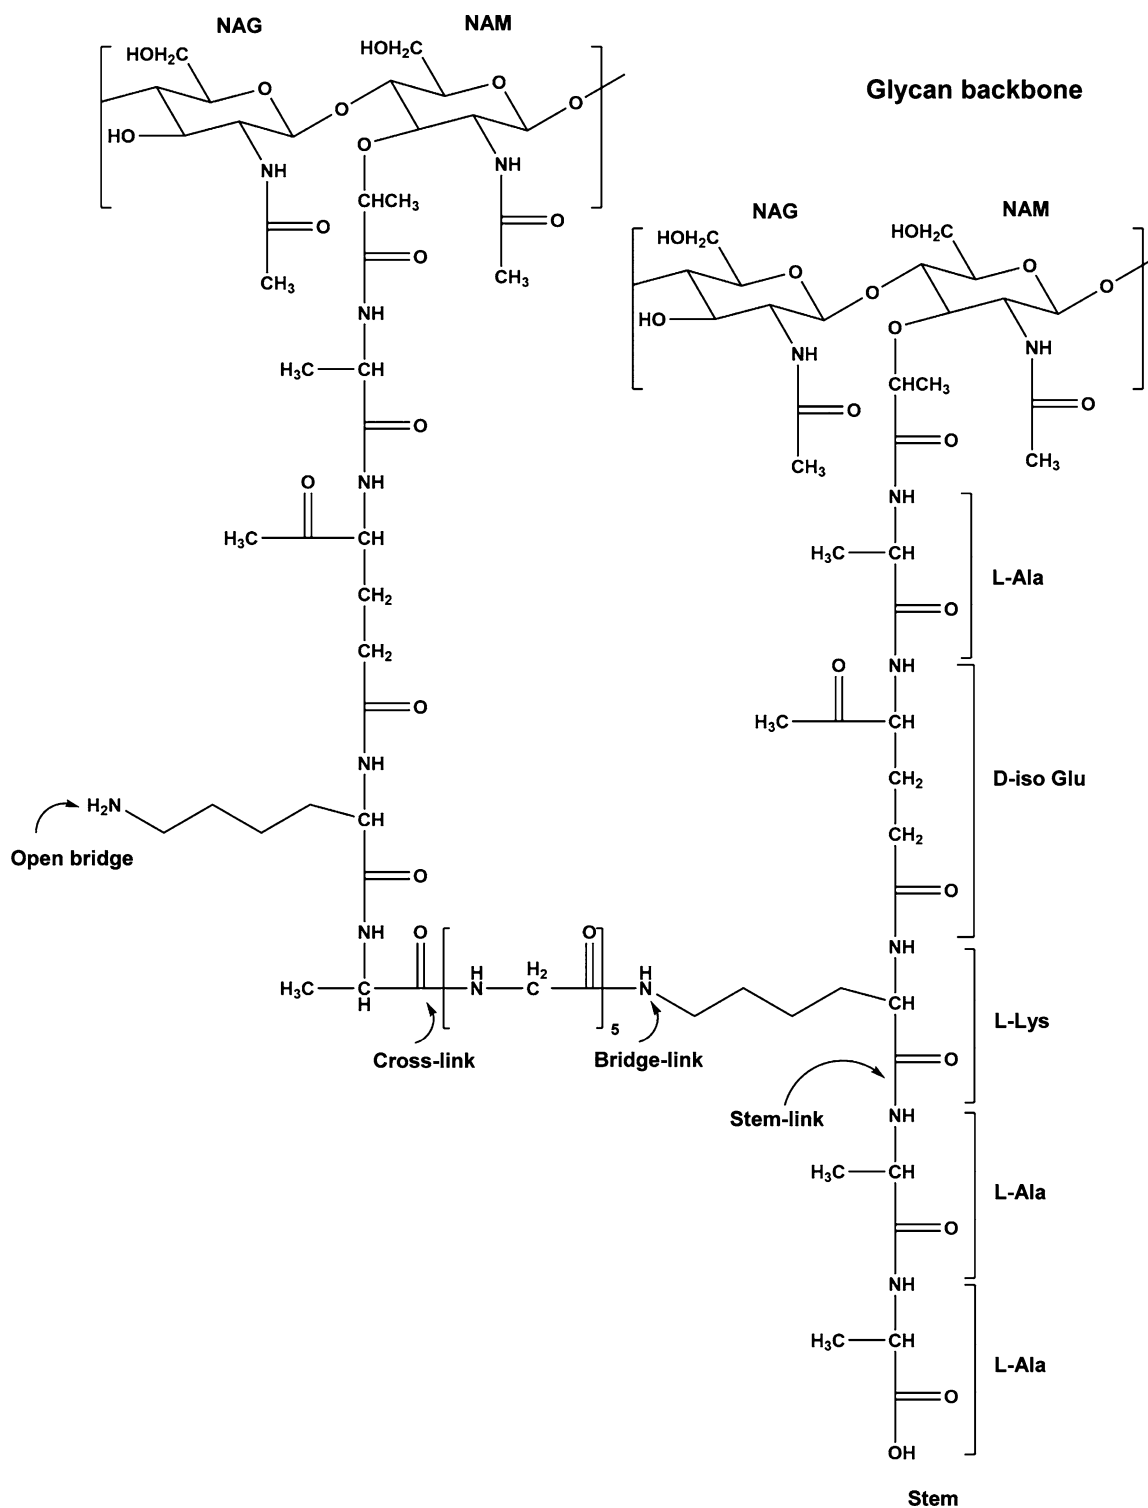 NAG
NAM
HOH2C
HOH2C
O
O
O
O
HO
O
NH
NH
O
O
CH3
CH3
CHCH3
O
NH
H3C
CH
O
NH
O
H3C
CH
CH2
CH2
O
NH
H2N
CH
Open bridge
O
NH
O
H3C
C
H
H
N
H2
C
O
5
H
N
Cross-link
Bridge-link
Glycan backbone
NAG
NAM
HOH2C
HOH2C
O
O
O
O
HO
O
NH
NH
O
O
CH3
CH3
CHCH3
O
NH
H3C
CH
L-Ala
O
NH
O
H3C
CH
CH2
D-iso Glu
CH2
O
NH
CH
L-Lys
O
Stem-link
NH
H3C
CH
L-Ala
O
NH
H3C
CH
L-Ala
O
OH
Stem